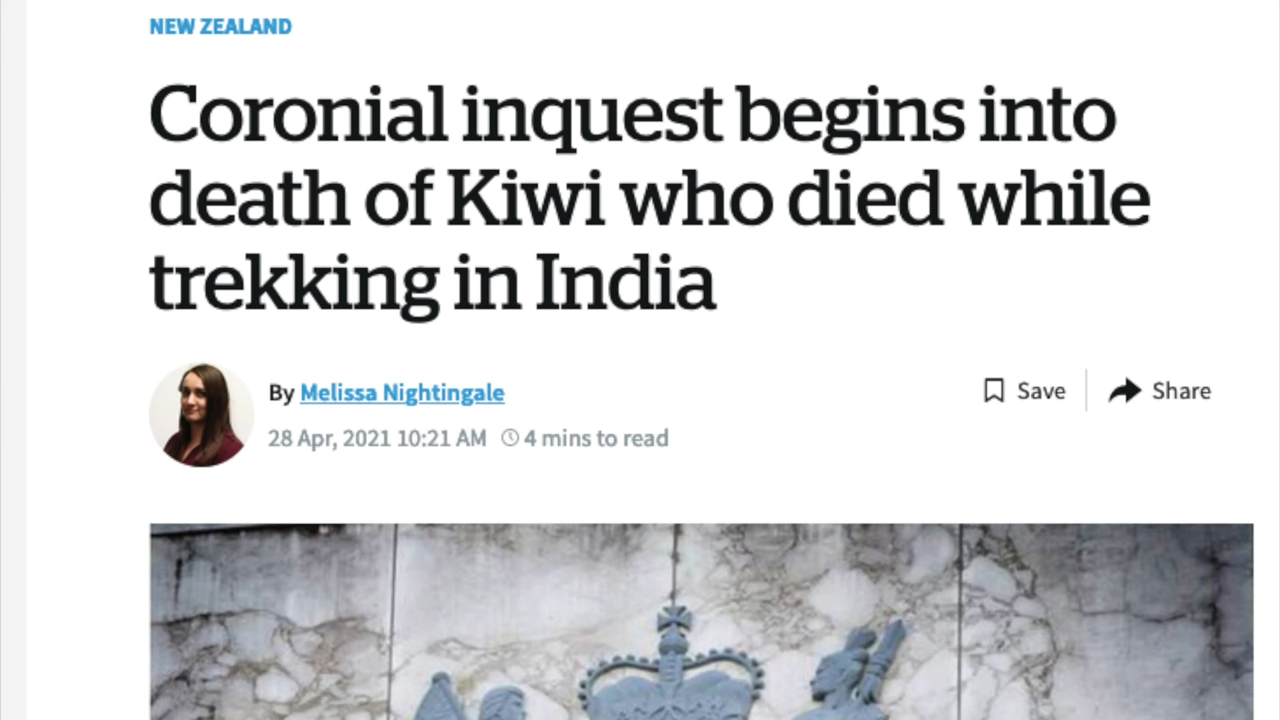 NEW ZEALAND
Coronial inquest begins into
death of Kiwi who died while
trekking in India
By Melissa Nightingale
Save
Share
28 Apr, 2021 10:21 AM
4 mins to read